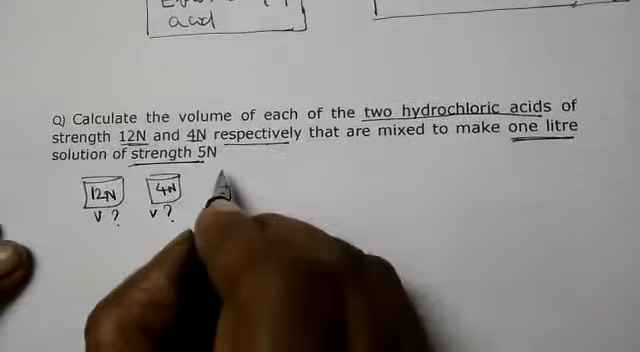 acid
Q) Calculate the volume of each of the two hydrochloric acids of
strength 12N and 4N respectively that are mixed to make one litre
solution of strength 5N
12N 4N
V ? V ?